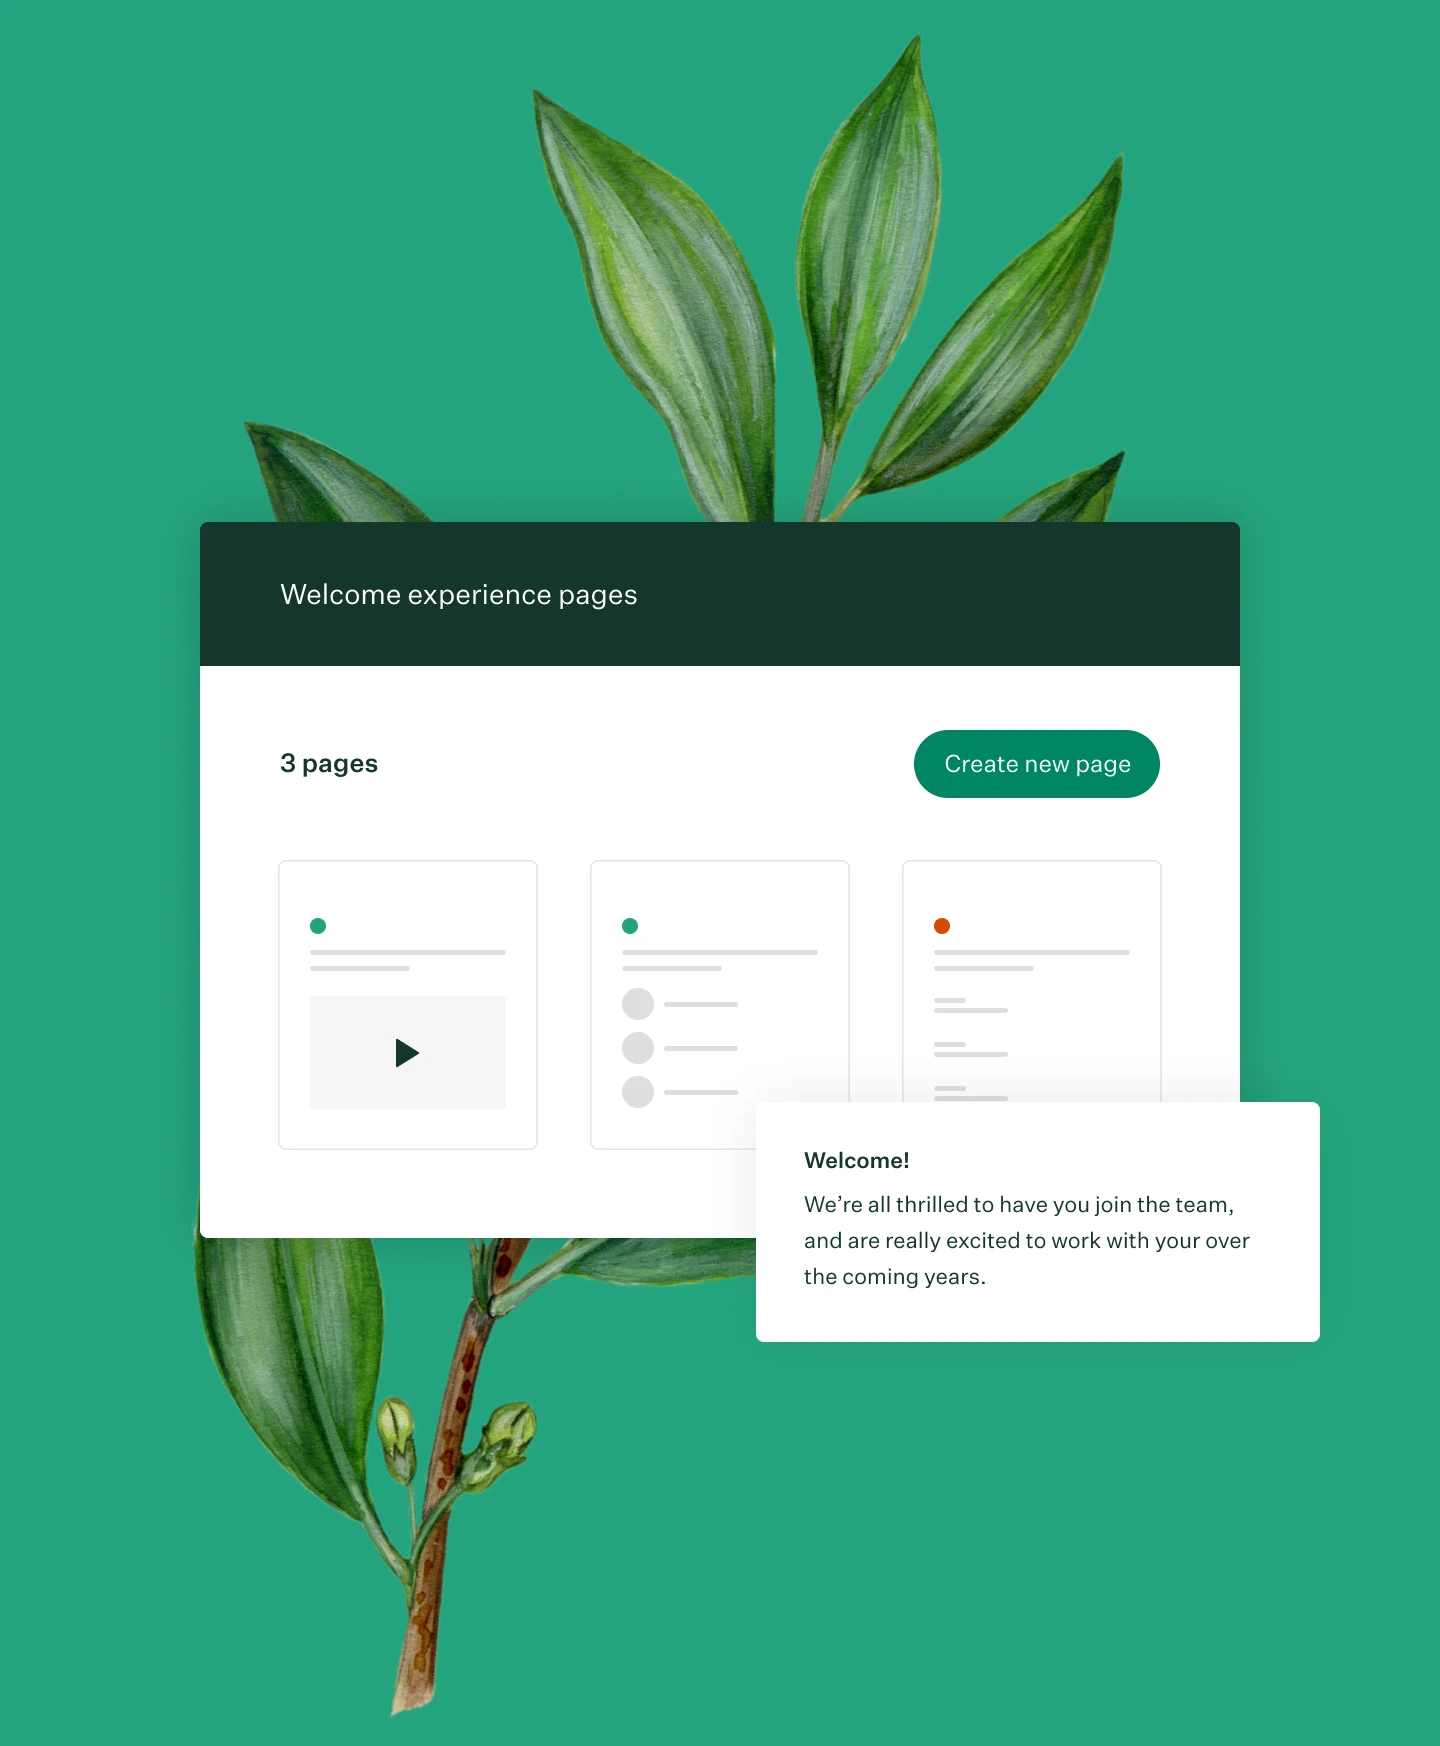 Welcome experience pages
3 pages
Create new page
Welcome!
We’re all thrilled to have you join the team,
and are really excited to work with your over
the coming years.